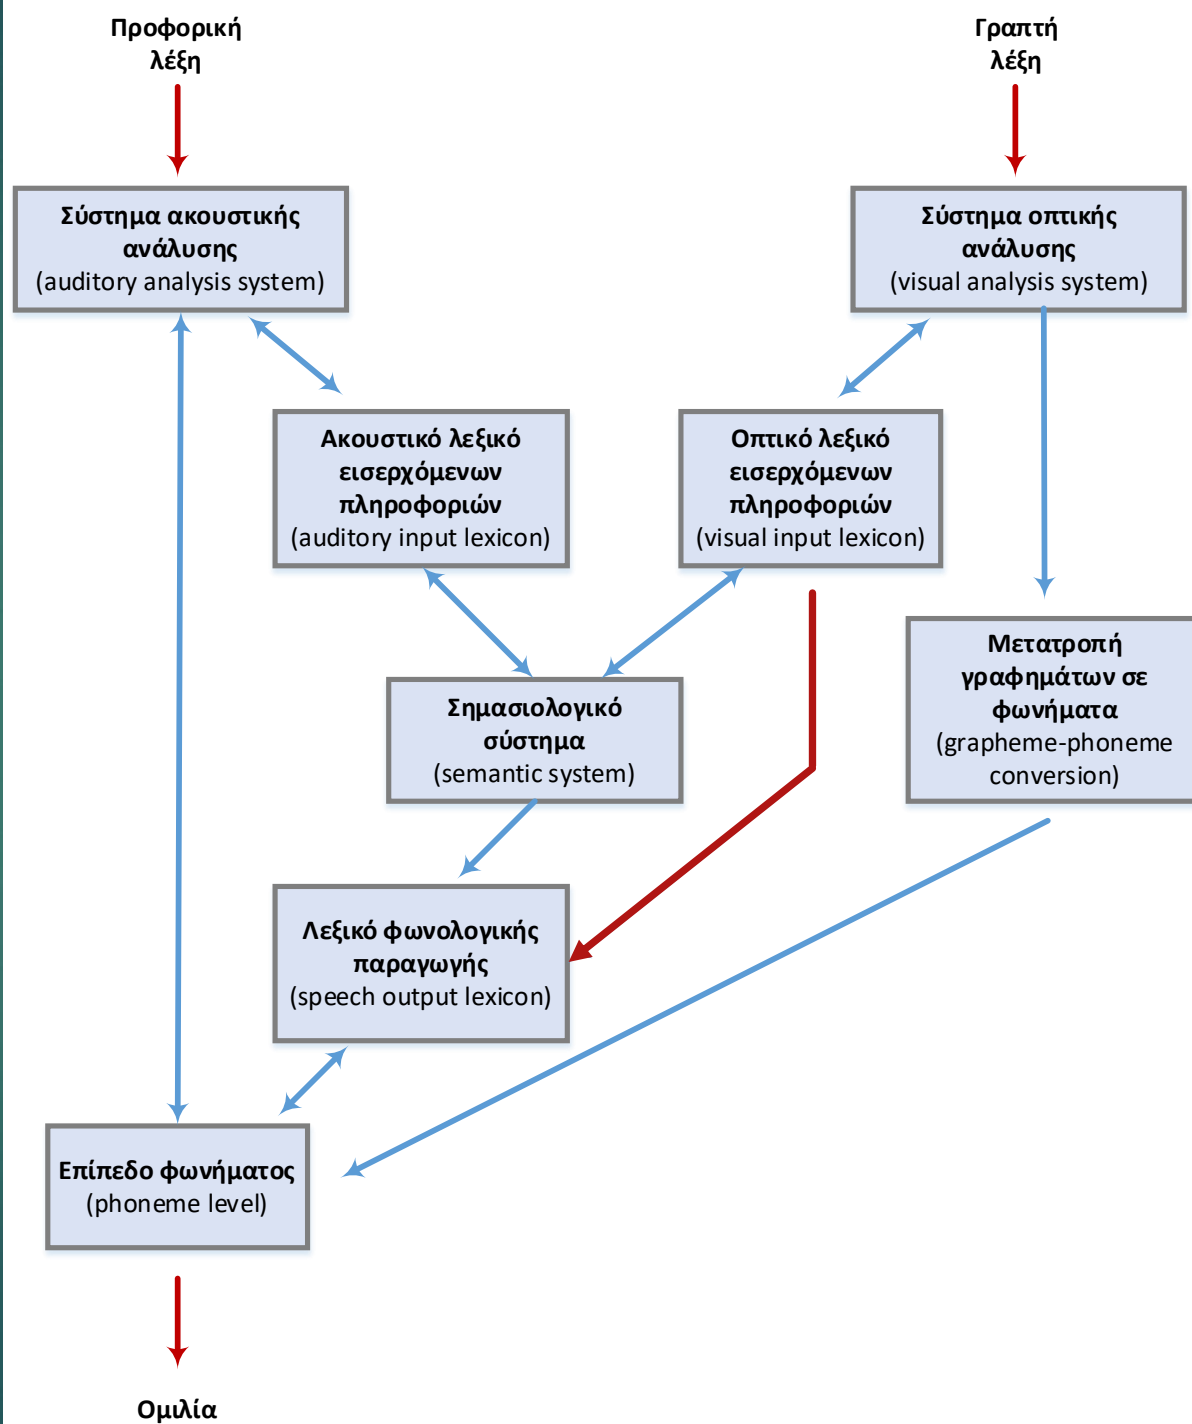 Προφορική
λέξη
Γραπτή
λέξη
Σύστημα ακουστικής
ανάλυσης
(auditory analysis system)
Σύστημα οπτικής
ανάλυσης
(visual analysis system)
Ακουστικό λεξικό
εισερχόμενων
πληροφοριών
(auditory input lexicon)
Οπτικό λεξικό
εισερχόμενων
πληροφοριών
(visual input lexicon)
Μετατροπή
γραφημάτων σε
φωνήματα
(grapheme-phoneme
conversion)
Σημασιολογικό
σύστημα
(semantic system)
Λεξικό φωνολογικής
παραγωγής
(speech output lexicon)
Επίπεδο φωνήματος
(phoneme level)
Ομιλία